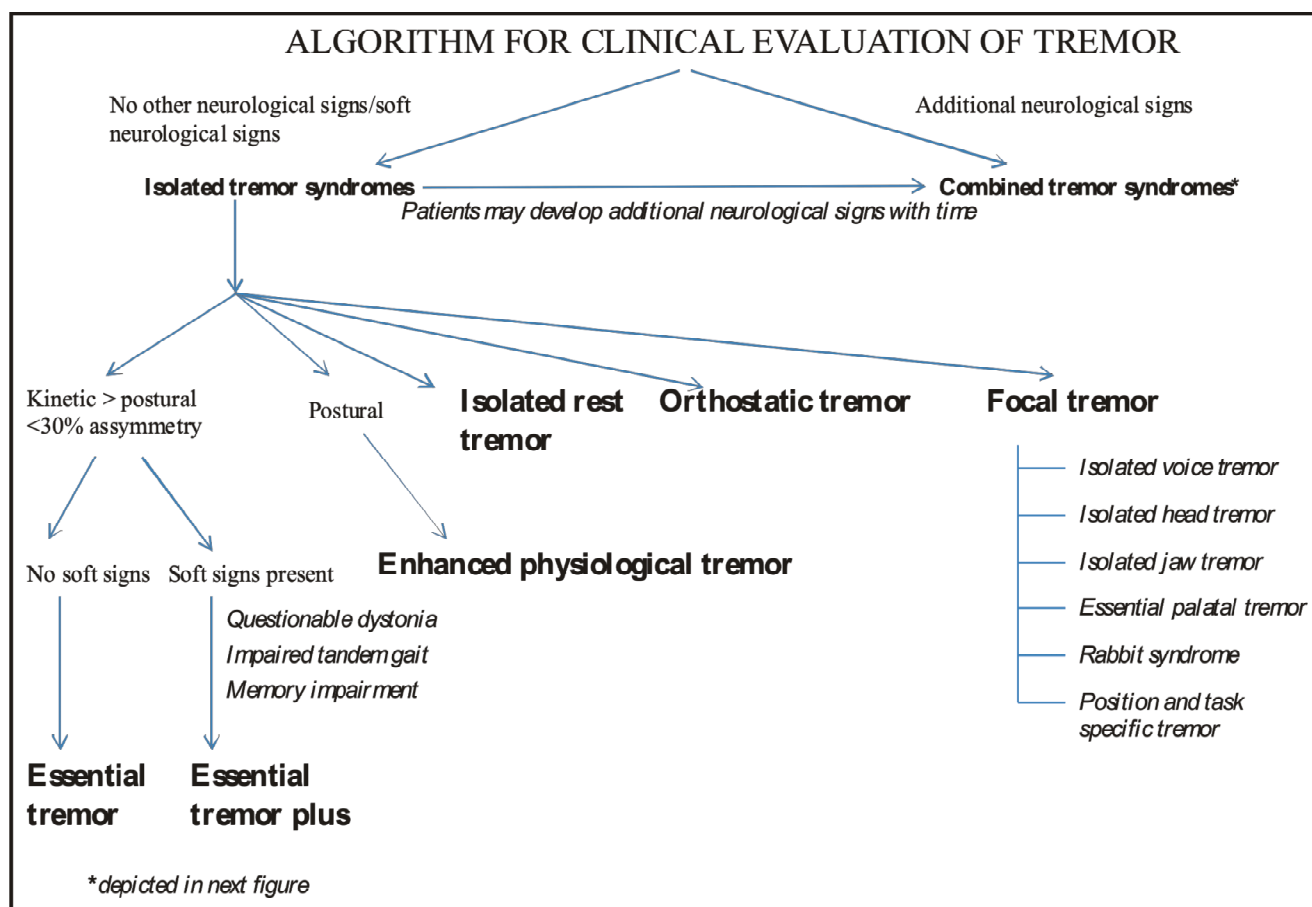 ALGORITHM FOR CLINICAL EVALUATION OF TREMOR
No other neurological signs/soft
neurological signs
Additional neurological signs
Isolated tremor syndromes
Combined tremor syndromes*
Patients may develop additional neurological signs with time
Kinetic > postural
<30% assymmetry
Postural
Isolated rest
tremor
Orthostatic tremor
Focal tremor
Isolated voice tremor
Isolated head tremor
Isolated jaw tremor
Essential palatal tremor
Rabbit syndrome
Position and task
specific tremor
No soft signs
Soft signs present
Enhanced physiological tremor
Questionable dystonia
Impaired tandem gait
Memory impairment
Essential
tremor
Essential
tremor plus
*depicted in next figure